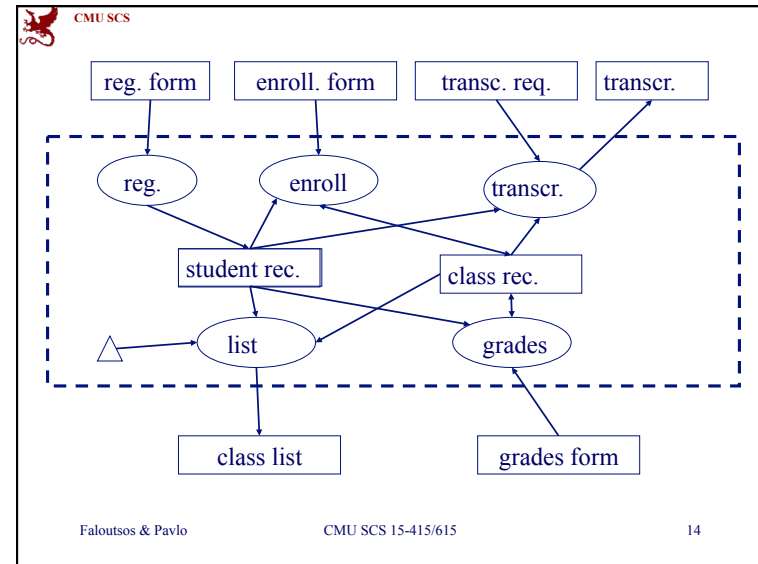 CMU SCS
reg. form enroll. form transc. req. transcr.
reg. enroll transcr.
student rec. class rec.
list grades
class list grades form
Faloutsos & Pavlo CMU SCS 15-415/615 14